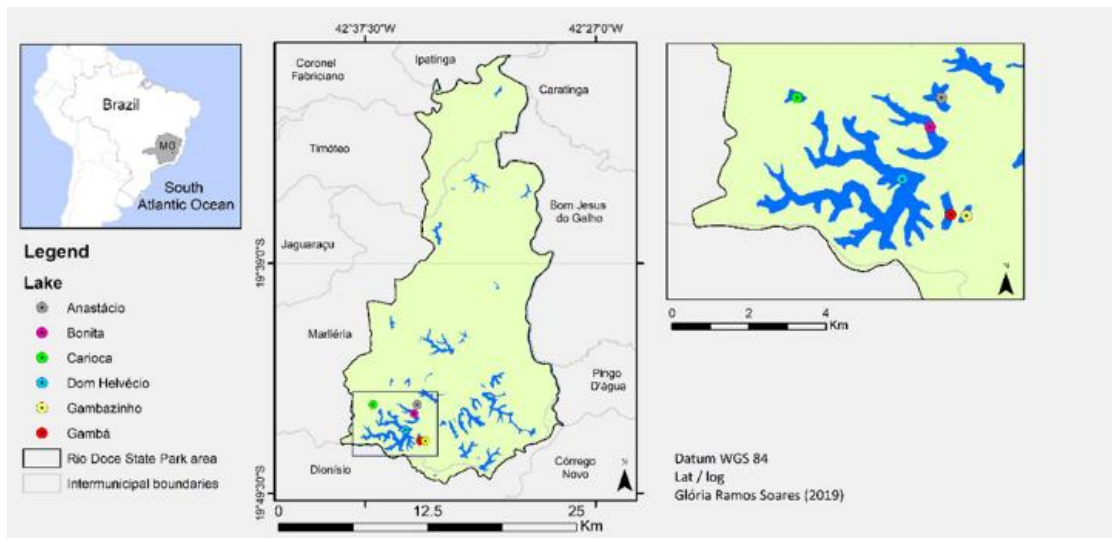 42°37'30"W
42°27'0"W
Brazil
MG
South
Atlantic Ocean
Legend
Lake
Anastácio
Bonita
Carioca
Dom Helvécio
Gambazinho
Gambá
Rio Doce State Park area
Intermunicipal boundaries
Coronel
Fabriciano
Ipatinga
Caratinga
Timóteo
Bom Jesus
do Galho
Jaguaraçu
19°39'0"S
Marliéria
Pingo
D'água
Dionísio
Córrego
Novo
19°49'30"S
N
0 12.5 25
Km
N
0 2 4
Km
Datum WGS 84
Lat / log
Glória Ramos Soares (2019)